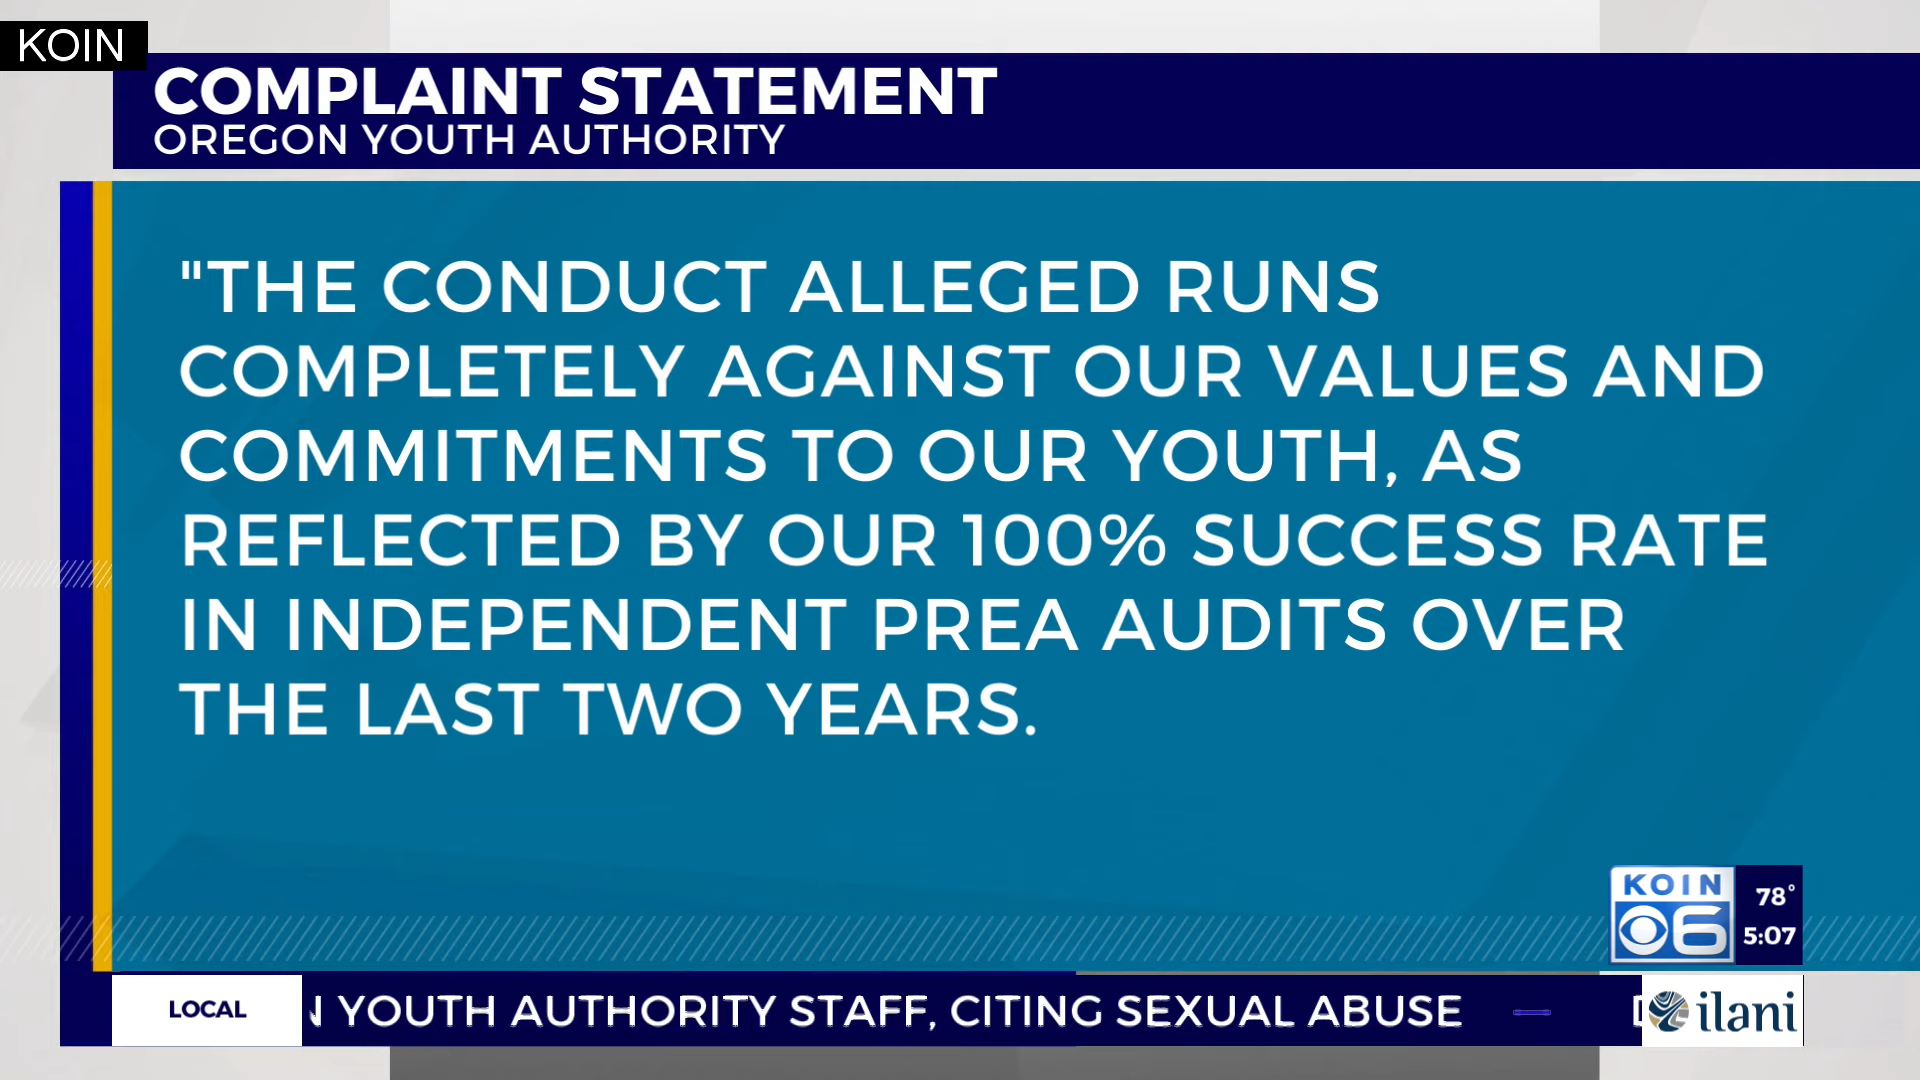 KOIN
COMPLAINT STATEMENT
OREGON YOUTH AUTHORITY
"THE CONDUCT ALLEGED RUNS
COMPLETELY AGAINST OUR VALUES AND
COMMITMENTS TO OUR YOUTH, AS
REFLECTED BY OUR 100% SUCCESS RATE
IN INDEPENDENT PREA AUDITS OVER
THE LAST TWO YEARS.
KOIN
6
78°
5:07
LOCAL
YOUTH AUTHORITY STAFF, CITING SEXUAL ABUSE —
ilani